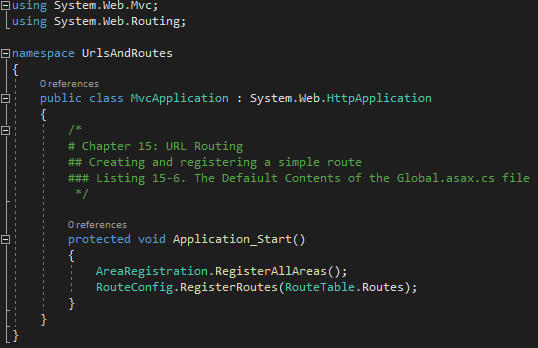 using System.Web.Mvc;
using System.Web.Routing;
namespace UrlsAndRoutes
{
0 references
public class MvcApplication : System.Web.HttpApplication
{
/*
# Chapter 15: URL Routing
## Creating and registering a simple route
### Listing 15-6. The Defaiult Contents of the Global.asax.cs file
*/
0 references
protected void Application_Start()
{
AreaRegistration.RegisterAllAreas();
RouteConfig.RegisterRoutes(RouteTable.Routes);
}
}
}